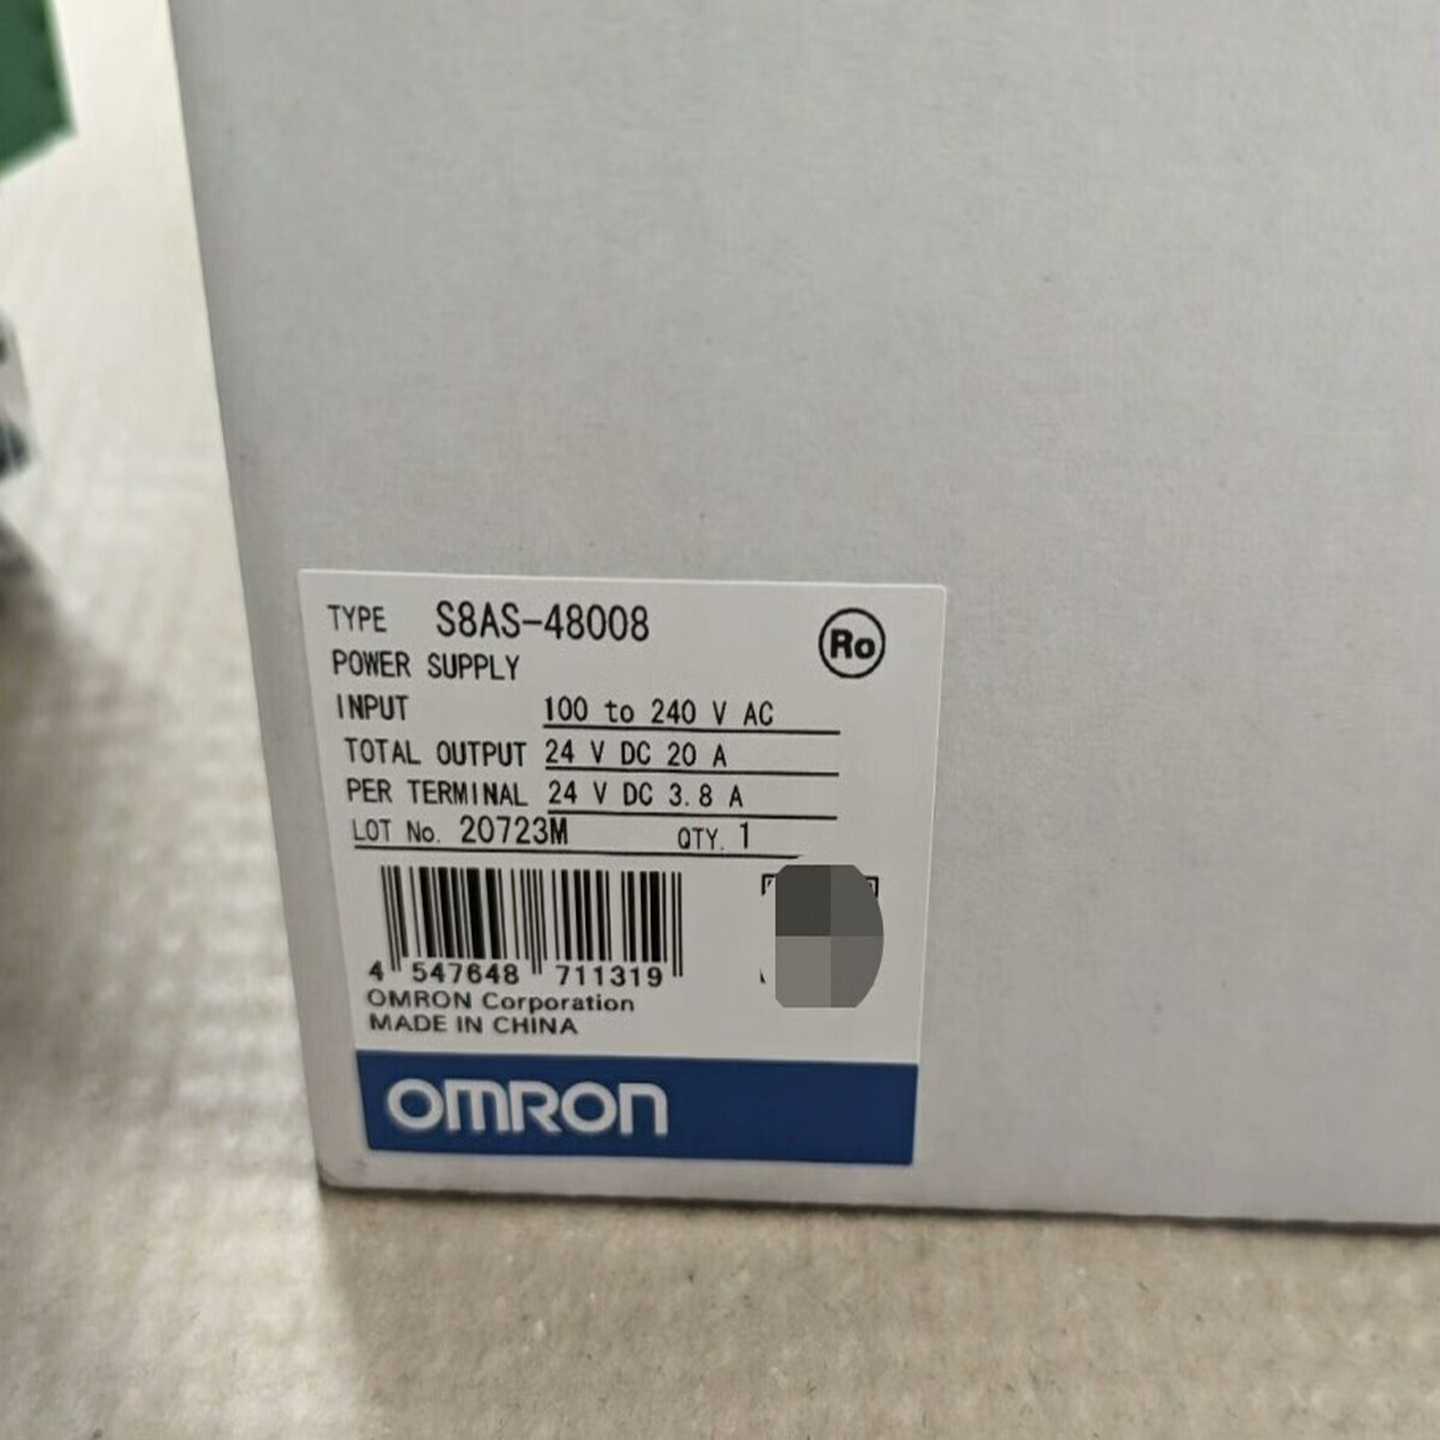 TYPE S8AS-48008
Ro
POWER SUPPLY
INPUT 100 to 240 V AC
TOTAL OUTPUT 24 V DC 20 A
PER TERMINAL 24 V DC 3.8 A
LOT No. 20723M QTY. 1
4 547648 711319
OMRON Corporation
MADE IN CHINA
OMRON